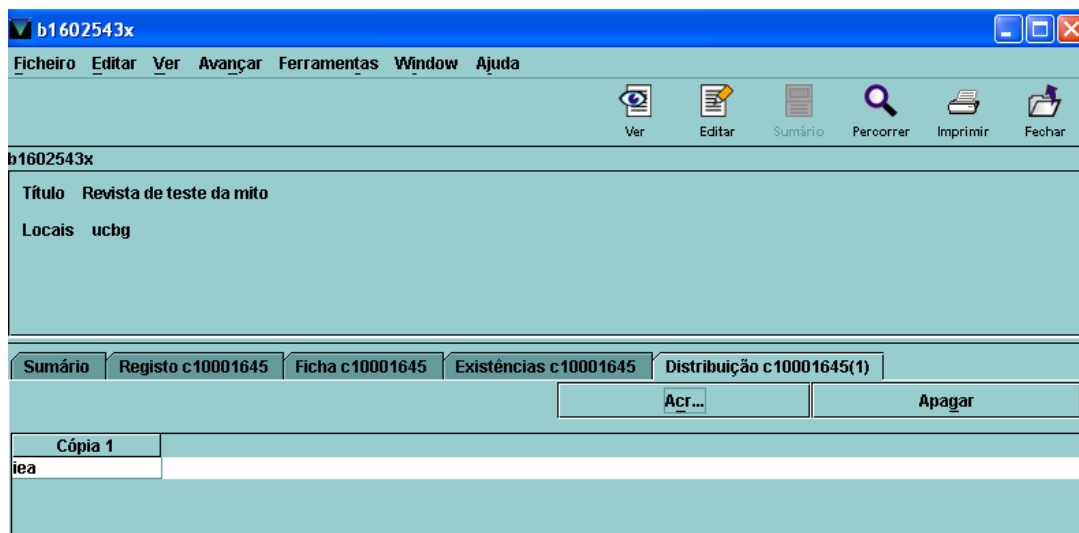 b1602543x
Ficheiro Editar Ver Avançar Ferramentas Window Ajuda
Ver Editar Sumário Percorrer Imprimir Fechar
b1602543x
Título Revista de teste da mito
Locais ucbg
Sumário Registo c10001645 Ficha c10001645 Existências c10001645 Distribuição c10001645(1)
Acr... Apagar
Cópia 1
iea